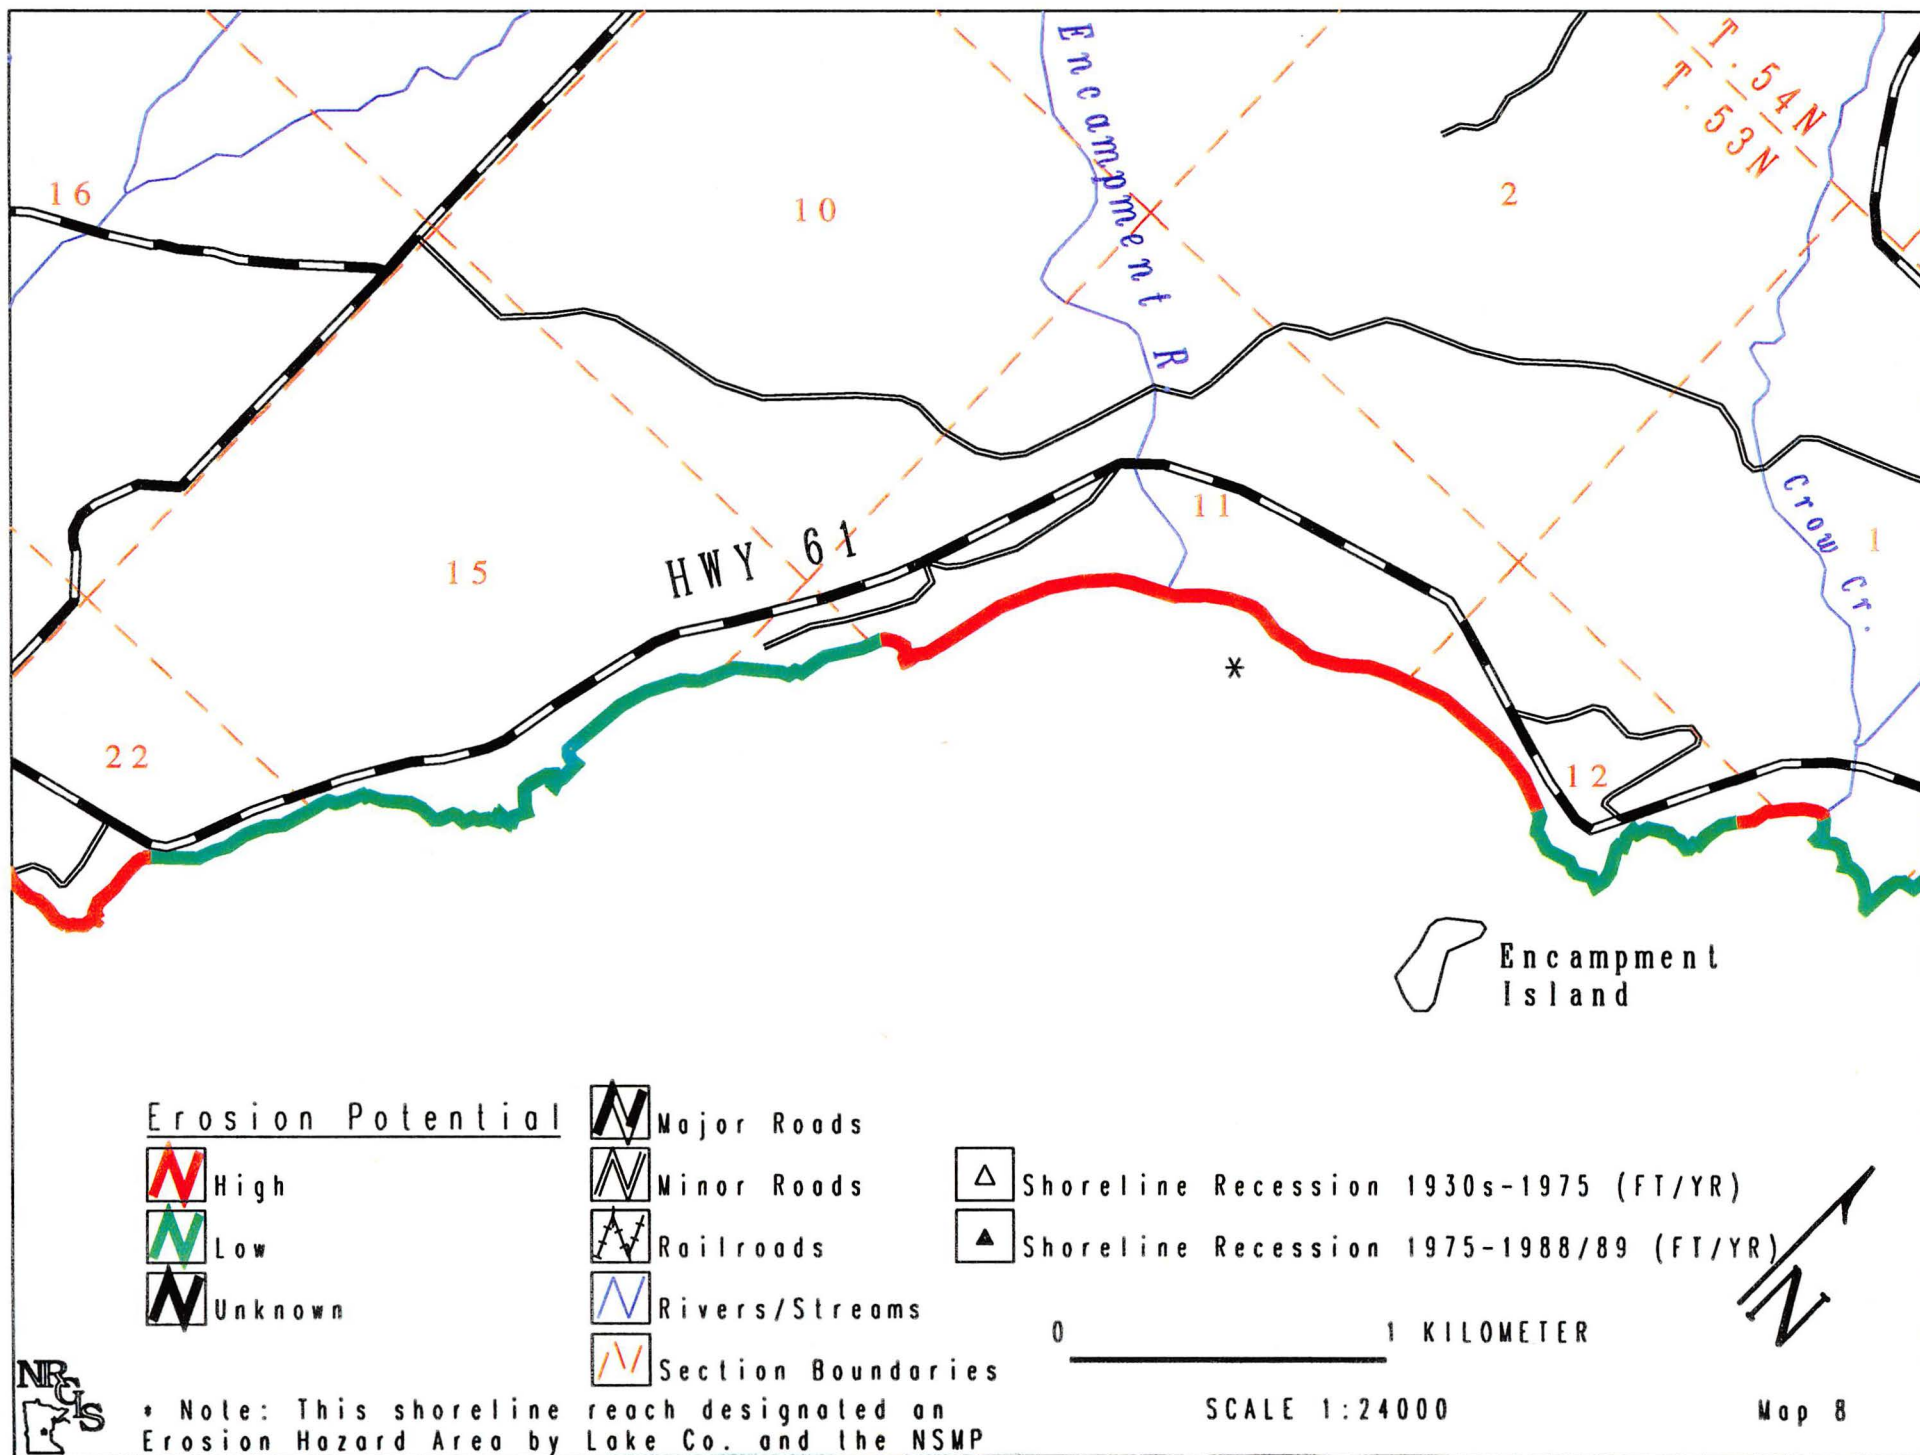 Encampment R
T.54N
T.53N
16
10
2
11
HWY 61
15
Crow Cr.
1
22
12
Encampment
Island
Erosion Potential
High
Low
Unknown
Major Roads
Minor Roads
Railroads
Rivers/Streams
Section Boundaries
Shoreline Recession 1930s-1975 (FT/YR)
Shoreline Recession 1975-1988/89 (FT/YR)
0 1 KILOMETER
SCALE 1:24000
N
Map 8
NRGIS
* Note: This shoreline reach designated an
Erosion Hazard Area by Lake Co. and the NSMP